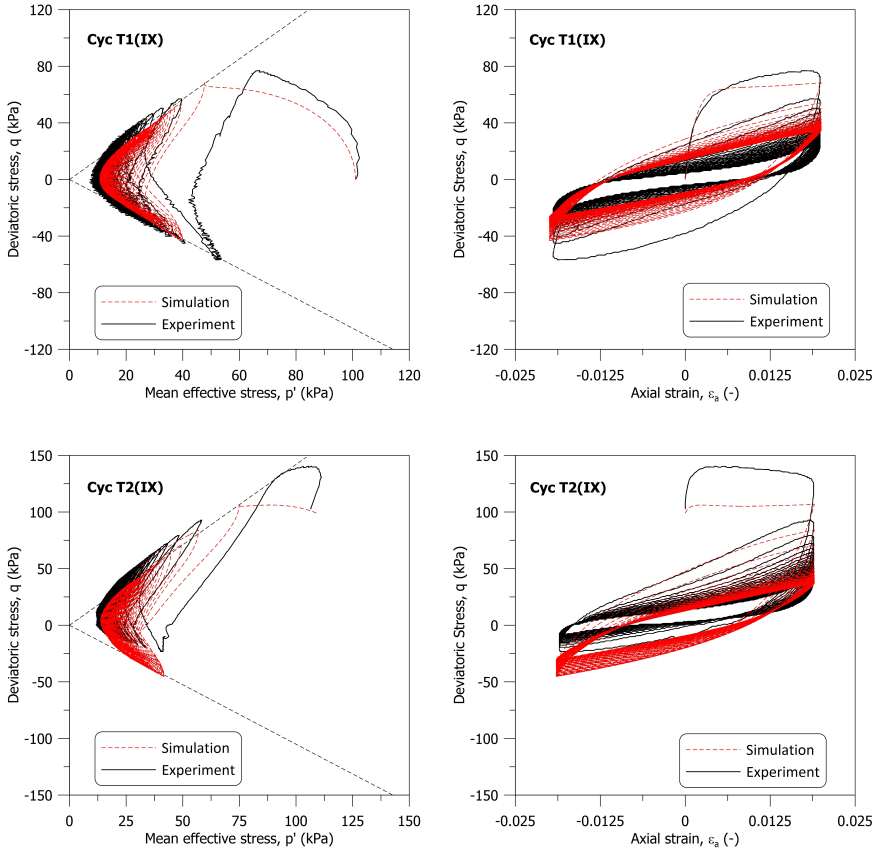 Cyc T1(IX)
Deviatoric stress, q (kPa)
120
80
40
0
-40
-80
-120
Simulation
Experiment
0 20 40 60 80 100 120
Mean effective stress, p' (kPa)
Cyc T1(IX)
Deviatoric Stress, q (kPa)
120
80
40
0
-40
-80
-120
Simulation
Experiment
-0.025 -0.0125 0 0.0125 0.025
Axial strain, εa (-)
Cyc T2(IX)
Deviatoric stress, q (kPa)
150
100
50
0
-50
-100
-150
Simulation
Experiment
0 25 50 75 100 125 150
Mean effective stress, p' (kPa)
Cyc T2(IX)
Deviatoric Stress, q (kPa)
150
100
50
0
-50
-100
-150
Simulation
Experiment
-0.025 -0.0125 0 0.0125 0.025
Axial strain, εa (-)